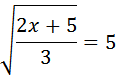 √((2x + 5)/3) = 5